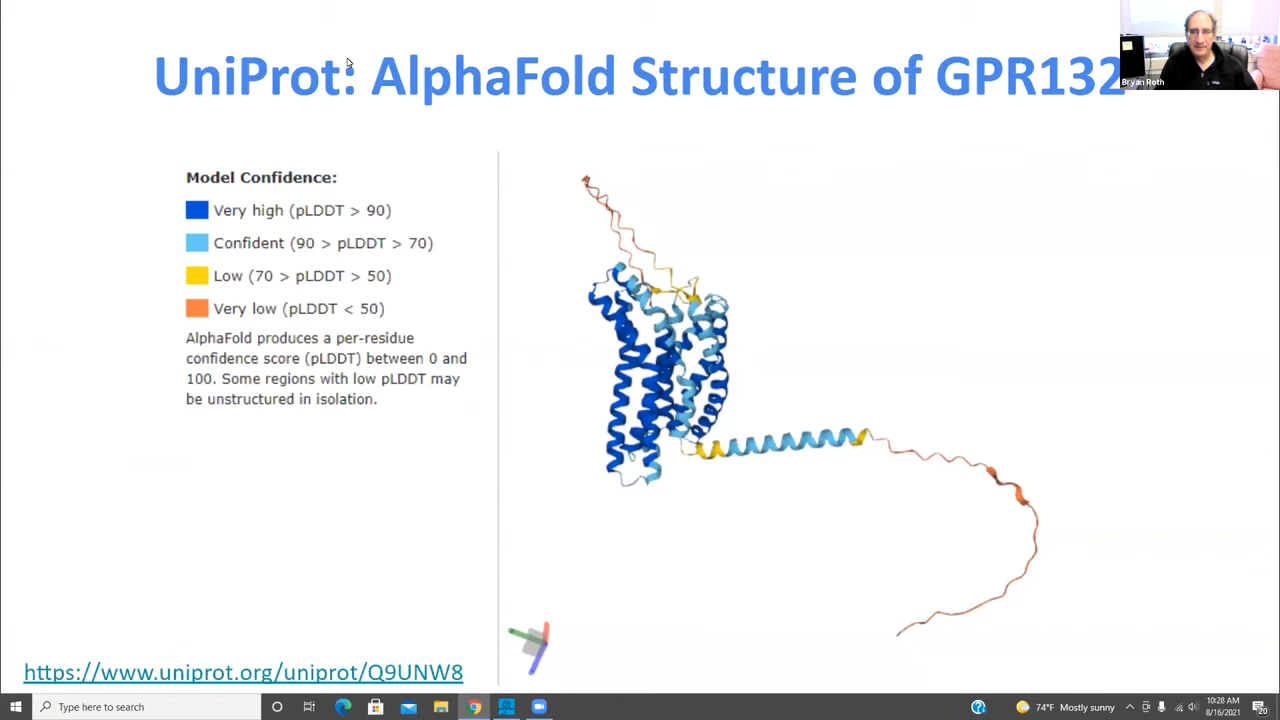 UniProt: AlphaFold Structure of GPR132
Bryan Roth
Model Confidence:
Very high (pLDDT > 90)
Confident (90 > pLDDT > 70)
Low (70 > pLDDT > 50)
Very low (pLDDT < 50)
AlphaFold produces a per-residue
confidence score (pLDDT) between 0 and
100. Some regions with low pLDDT may
be unstructured in isolation.
https://www.uniprot.org/uniprot/Q9UNW8
Type here to search
74°F Mostly sunny
10:28 AM
8/16/2021
20